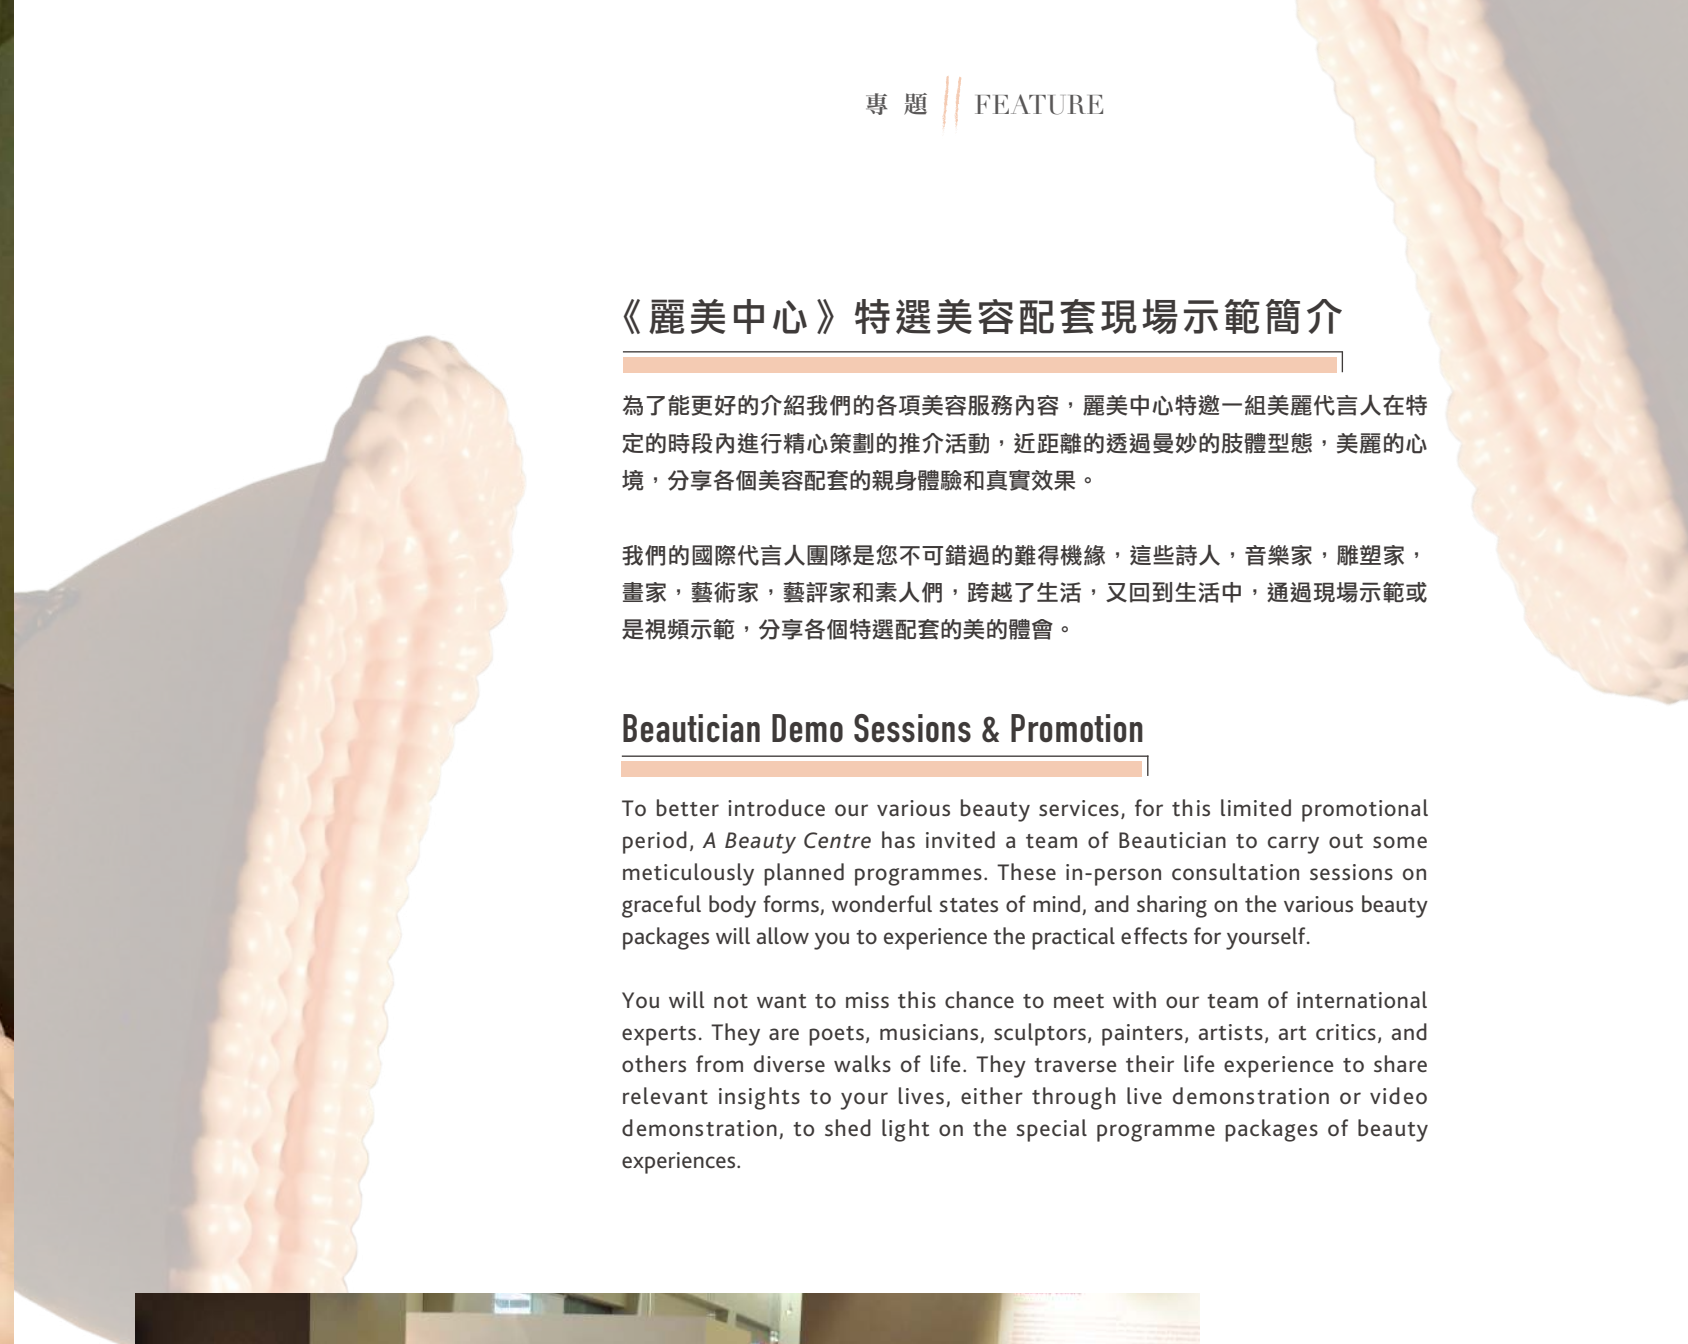 專 題 FEATURE
《麗美中心》特選美容配套現場示範簡介
為了能更好的介紹我們的各項美容服務內容，麗美中心特邀一組美麗代言人在特
定的時段內進行精心策劃的推介活動，近距離的透過曼妙的肢體型態，美麗的心
境，分享各個美容配套的親身體驗和真實效果。
我們的國際代言人團隊是您不可錯過的難得機緣，這些詩人，音樂家，雕塑家，
畫家，藝術家，藝評家和素人們，跨越了生活，又回到生活中，通過現場示範或
是視頻示範，分享各個特選配套的美的體會。
Beautician Demo Sessions & Promotion
To better introduce our various beauty services, for this limited promotional
period, A Beauty Centre has invited a team of Beautician to carry out some
meticulously planned programmes. These in-person consultation sessions on
graceful body forms, wonderful states of mind, and sharing on the various beauty
packages will allow you to experience the practical effects for yourself.
You will not want to miss this chance to meet with our team of international
experts. They are poets, musicians, sculptors, painters, artists, art critics, and
others from diverse walks of life. They traverse their life experience to share
relevant insights to your lives, either through live demonstration or video
demonstration, to shed light on the special programme packages of beauty
experiences.